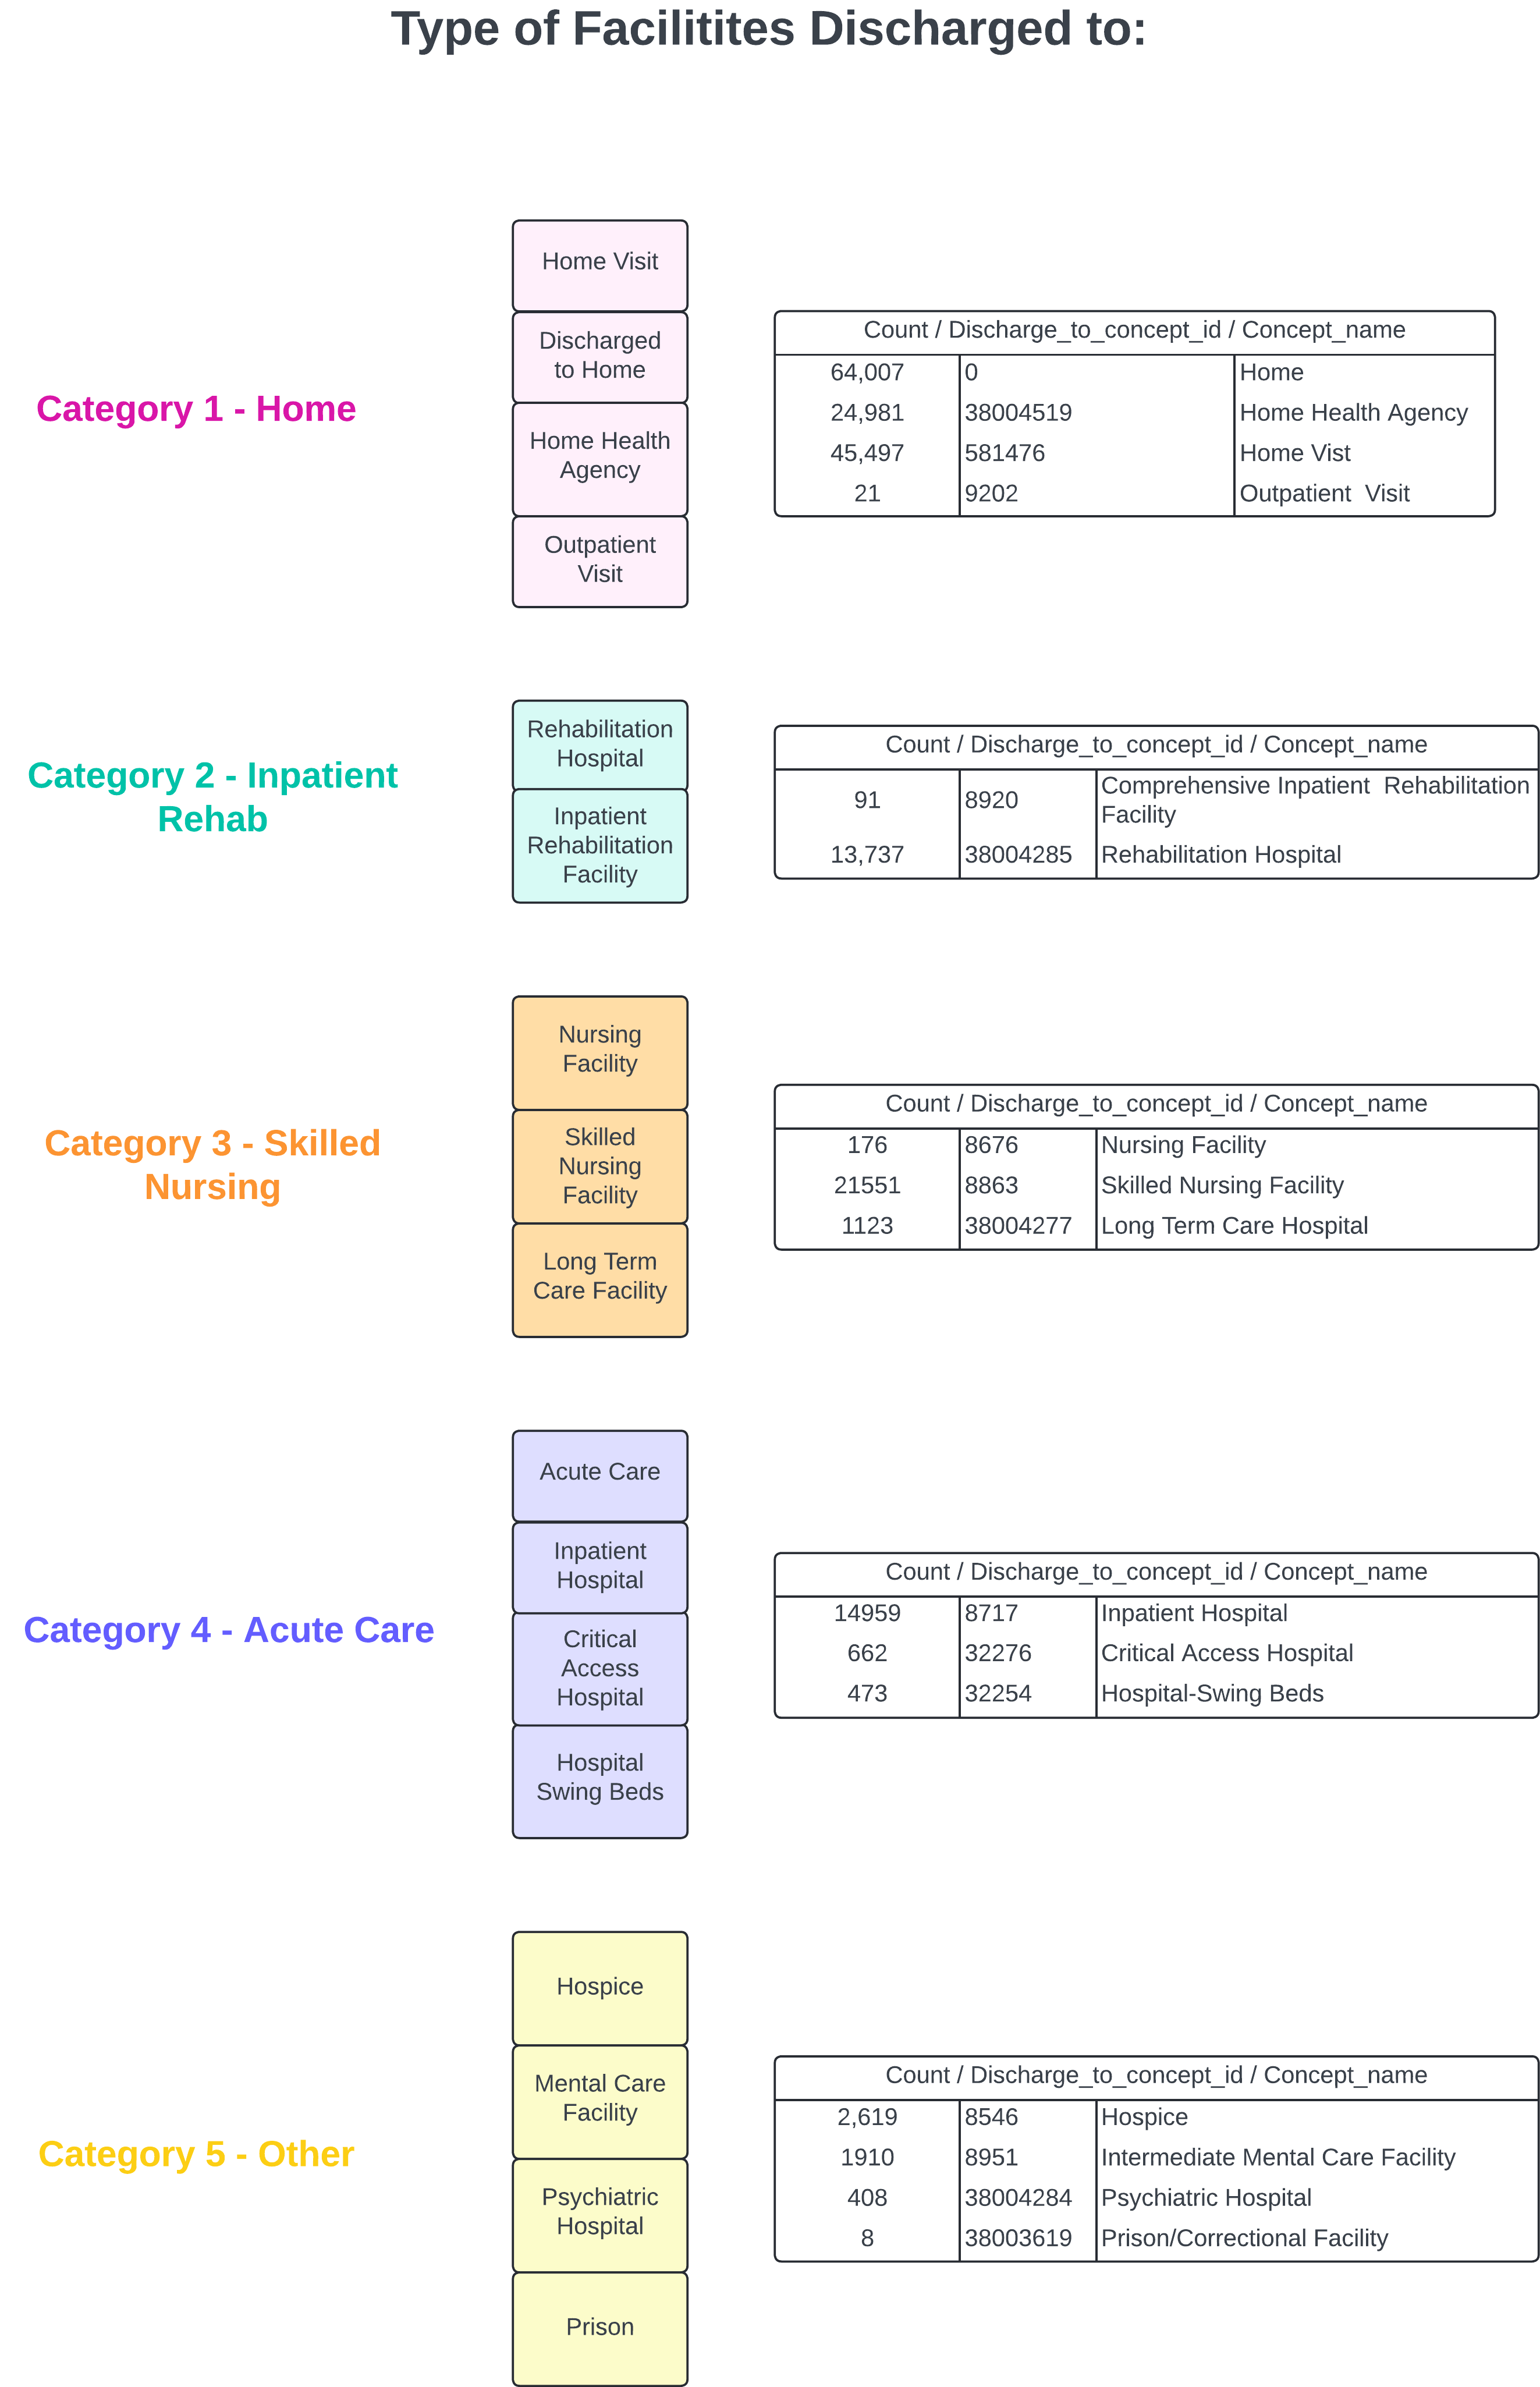 Type of Facilitites Discharged to:
Category 1 - Home
Home Visit
Discharged
to Home
Home Health
Agency
Outpatient
Visit
Count / Discharge_to_concept_id / Concept_name
64,007 0 Home
24,981 38004519 Home Health Agency
45,497 581476 Home Vist
21 9202 Outpatient Visit
Category 2 - Inpatient
Rehab
Rehabilitation
Hospital
Inpatient
Rehabilitation
Facility
Count / Discharge_to_concept_id / Concept_name
91 8920 Comprehensive Inpatient Rehabilitation
Facility
13,737 38004285 Rehabilitation Hospital
Category 3 - Skilled
Nursing
Nursing
Facility
Skilled
Nursing
Facility
Long Term
Care Facility
Count / Discharge_to_concept_id / Concept_name
176 8676 Nursing Facility
21551 8863 Skilled Nursing Facility
1123 38004277 Long Term Care Hospital
Category 4 - Acute Care
Acute Care
Inpatient
Hospital
Critical
Access
Hospital
Hospital
Swing Beds
Count / Discharge_to_concept_id / Concept_name
14959 8717 Inpatient Hospital
662 32276 Critical Access Hospital
473 32254 Hospital-Swing Beds
Category 5 - Other
Hospice
Mental Care
Facility
Psychiatric
Hospital
Prison
Count / Discharge_to_concept_id / Concept_name
2,619 8546 Hospice
1910 8951 Intermediate Mental Care Facility
408 38004284 Psychiatric Hospital
8 38003619 Prison/Correctional Facility